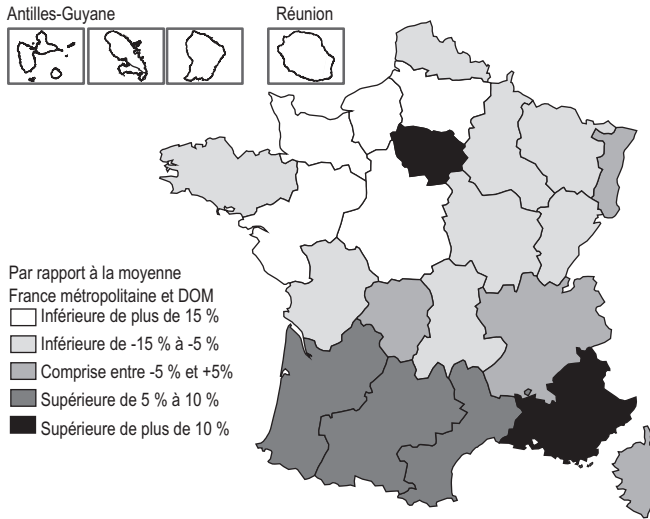 Antilles-Guyane
Réunion
Par rapport à la moyenne
France métropolitaine et DOM
Inférieure de plus de 15 %
Inférieure de -15 % à -5 %
Comprise entre -5 % et +5%
Supérieure de 5 % à 10 %
Supérieure de plus de 10 %